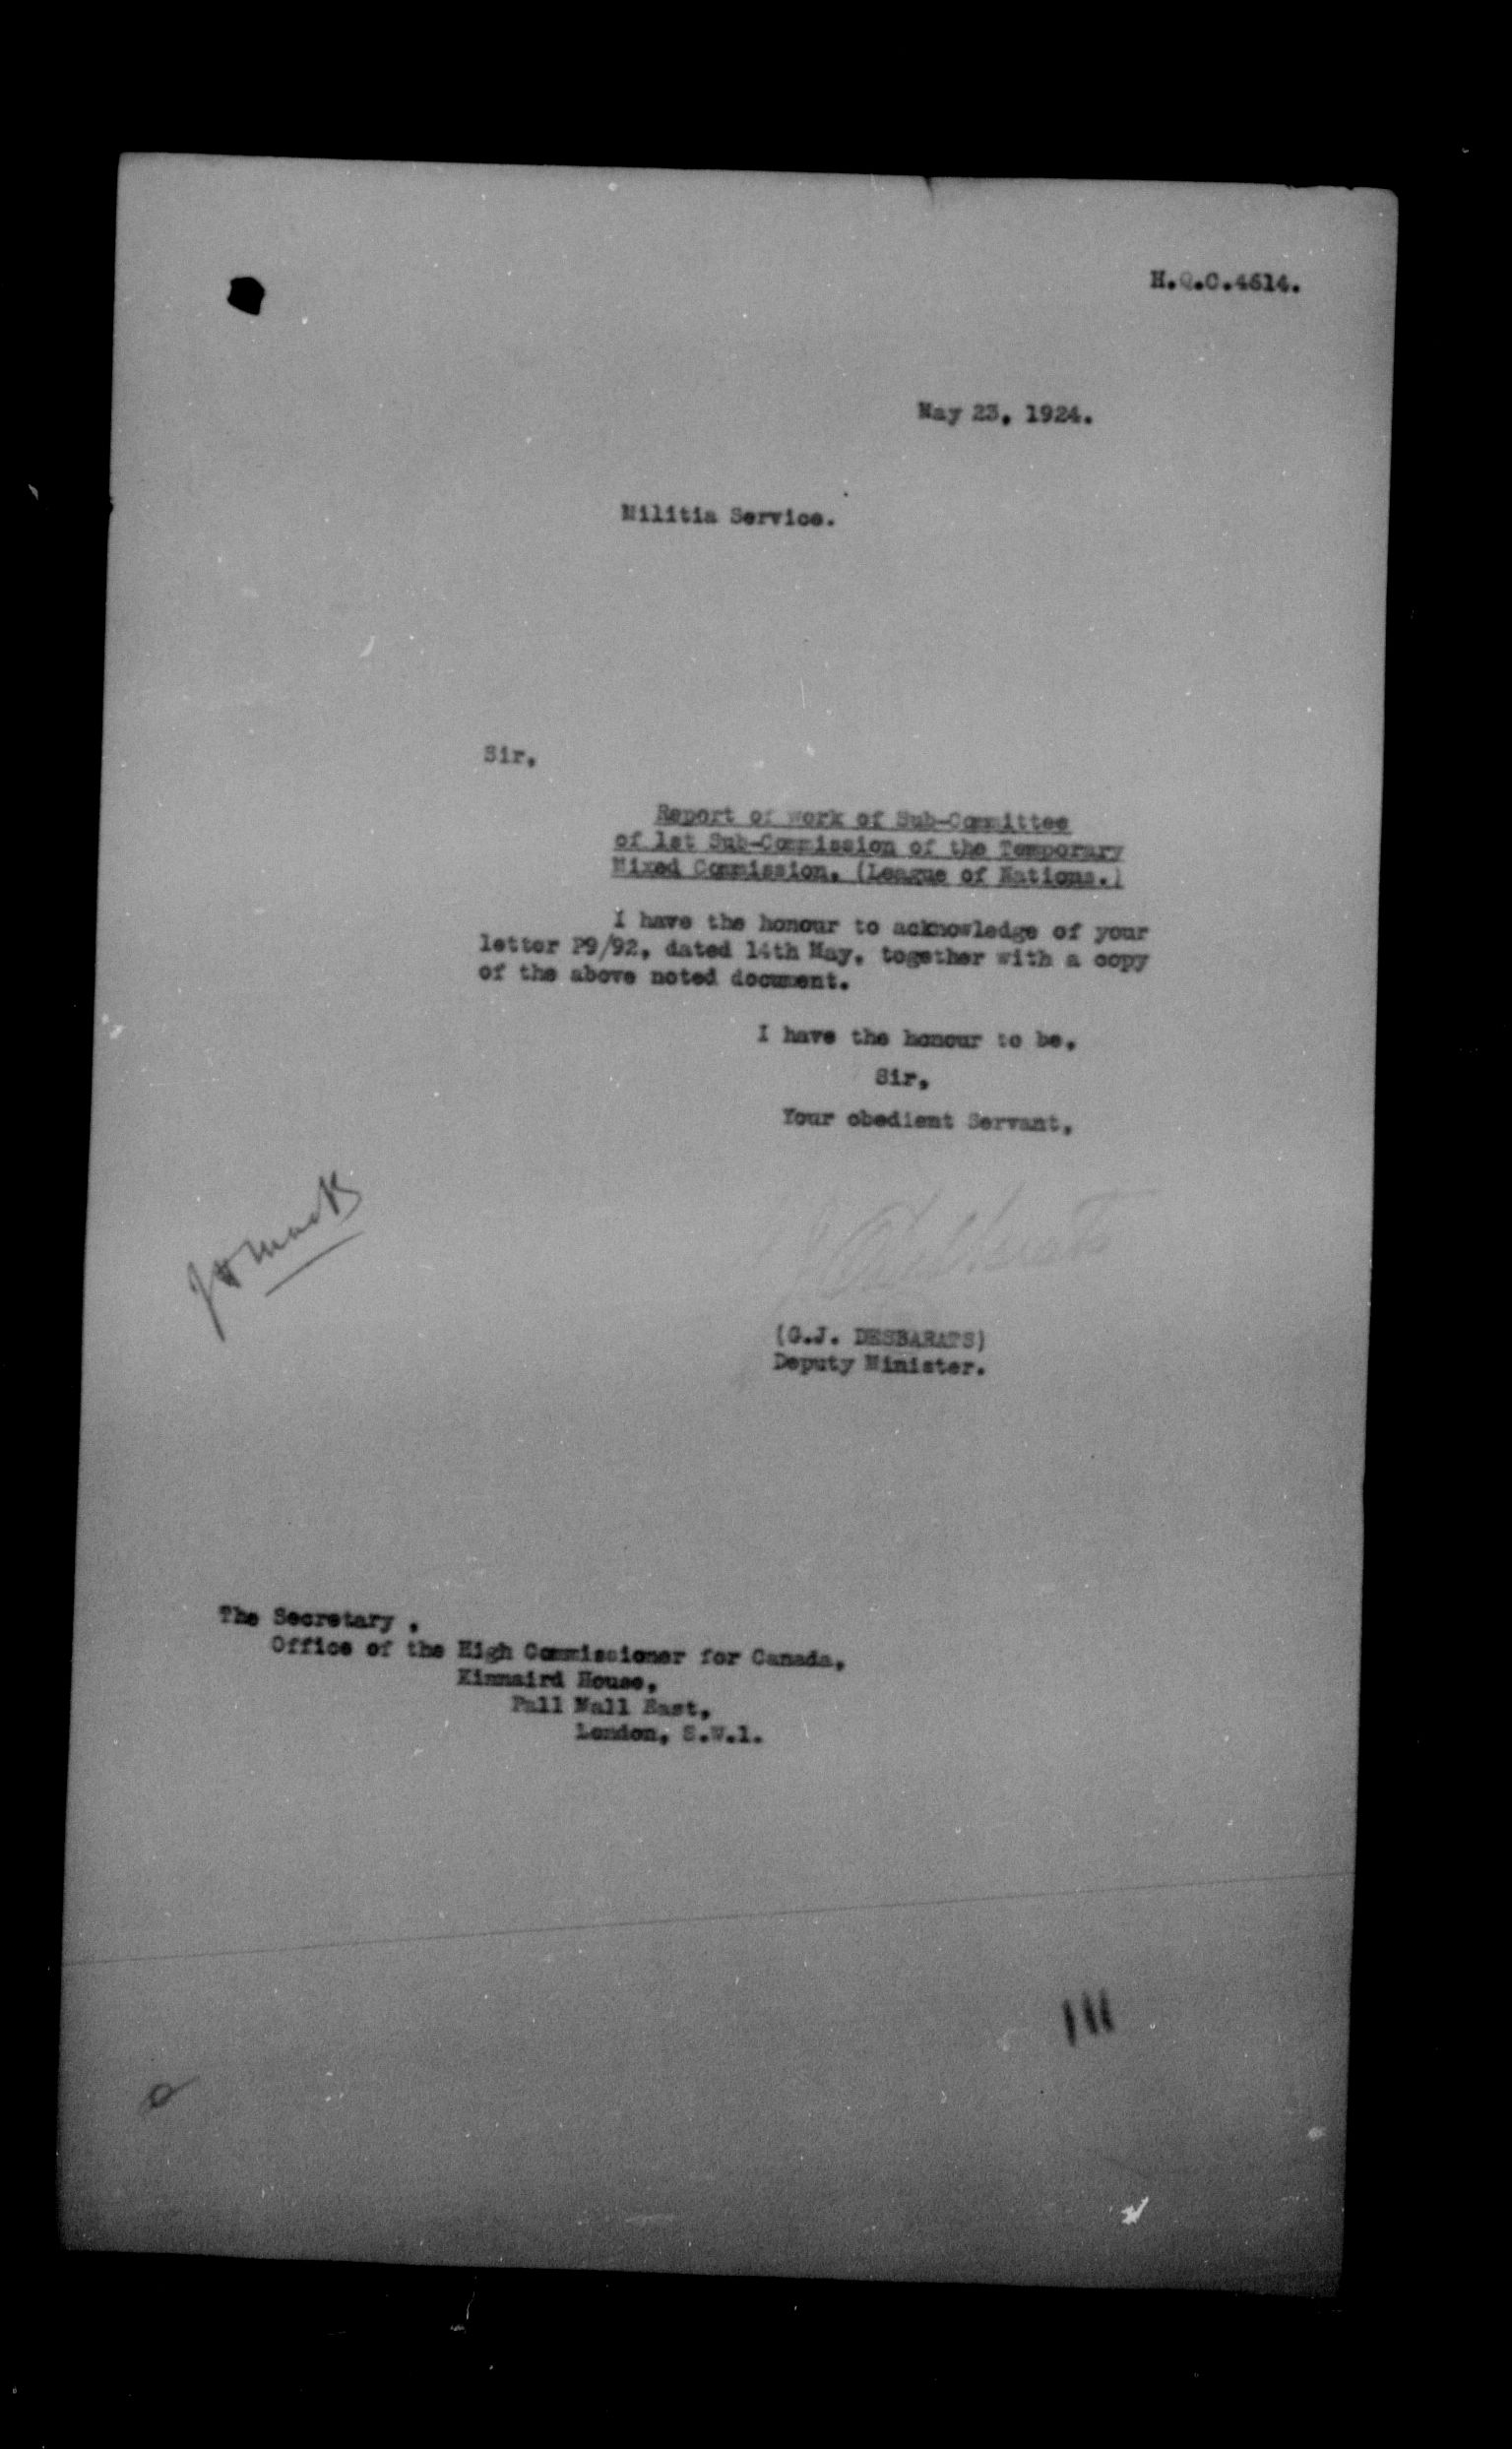 H.Q.C.4614.
May 23, 1924.
Militia Service.
Sir,
Report of work of Sub-Committee
of 1st Sub-Commission of the Temporary
Mixed Commission. (League of Nations.)
I have the honour to acknowledge of your
letter P9/92, dated 14th May, together with a copy
of the above noted document.
I have the honour to be,
Sir,
Your obedient Servant,
(G.J. DESBARATS)
Deputy Minister.
The Secretary ,
Office of the High Commissioner for Canada,
Kinnaird House,
Pall Mall East,
London, S.W.1.